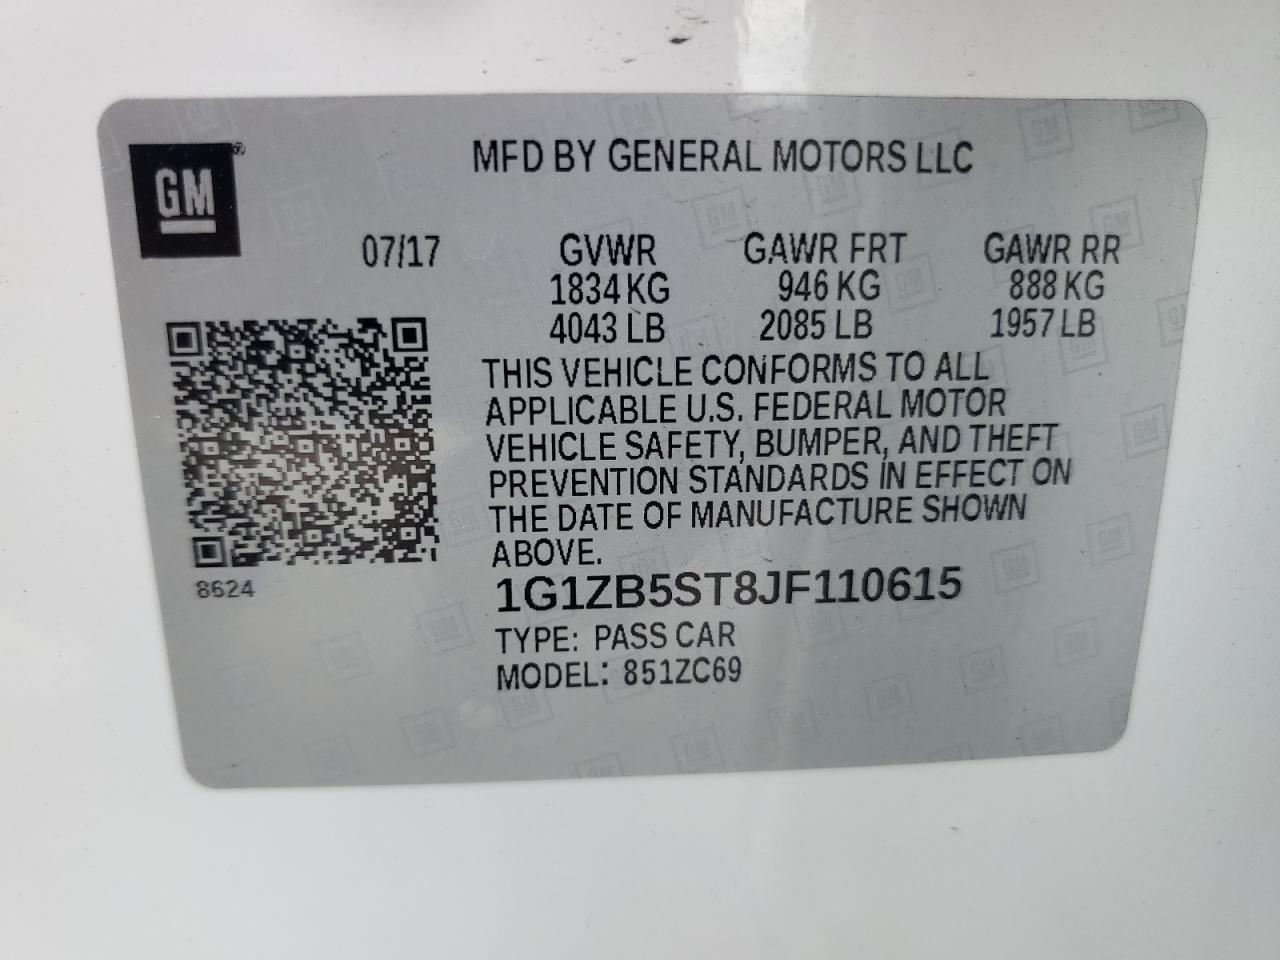 GM®
MFD BY GENERAL MOTORS LLC
07/17 GVWR GAWR FRT GAWR RR
1834 KG 946 KG 888 KG
4043 LB 2085 LB 1957 LB
THIS VEHICLE CONFORMS TO ALL
APPLICABLE U.S. FEDERAL MOTOR
VEHICLE SAFETY, BUMPER, AND THEFT
PREVENTION STANDARDS IN EFFECT ON
THE DATE OF MANUFACTURE SHOWN
ABOVE.
8624
1G1ZB5ST8JF110615
TYPE: PASS CAR
MODEL: 851ZC69